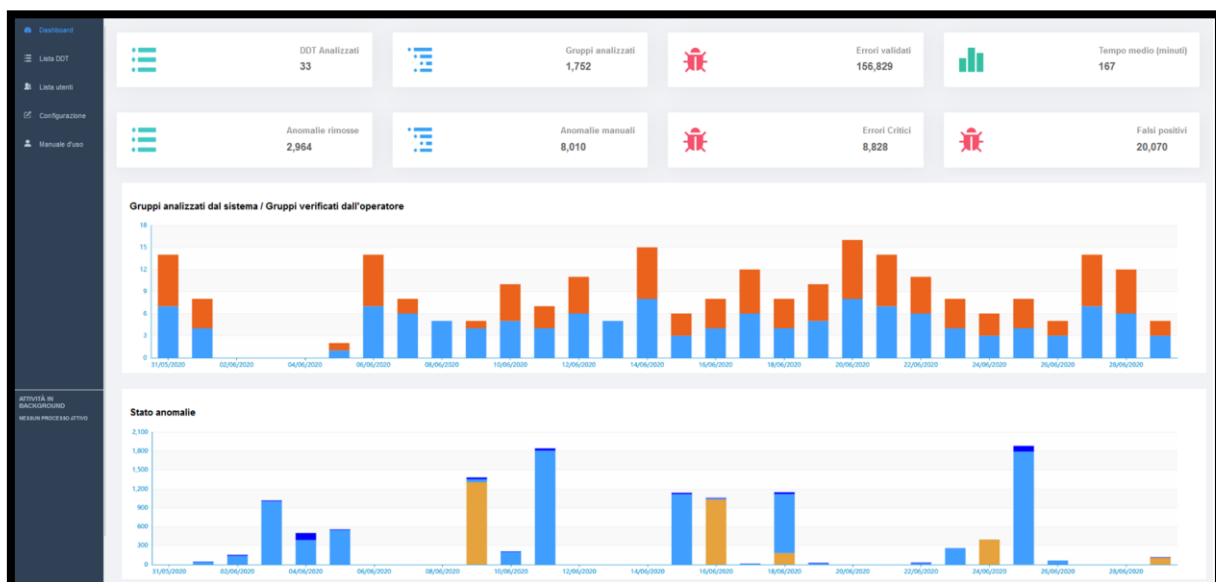 Dashboard
Lista DDT
Lista utenti
Configurazione
Manuale d'uso
ATTIVITÀ IN
BACKGROUND
NESSUN PROCESSO ATTIVO
DDT Analizzati
33
Gruppi analizzati
1,752
Errori validati
156,829
Tempo medio (minuti)
167
Anomalie rimosse
2,964
Anomalie manuali
8,010
Errori Critici
8,828
Falsi positivi
20,070
Gruppi analizzati dal sistema / Gruppi verificati dall'operatore
18
15
12
9
6
3
0
31/05/2020 02/06/2020 04/06/2020 06/06/2020 08/06/2020 10/06/2020 12/06/2020 14/06/2020 16/06/2020 18/06/2020 20/06/2020 22/06/2020 24/06/2020 26/06/2020 28/06/2020
Stato anomalie
2,100
1,800
1,500
1,200
900
600
300
0
31/05/2020 02/06/2020 04/06/2020 06/06/2020 08/06/2020 10/06/2020 12/06/2020 14/06/2020 16/06/2020 18/06/2020 20/06/2020 22/06/2020 24/06/2020 26/06/2020 28/06/2020